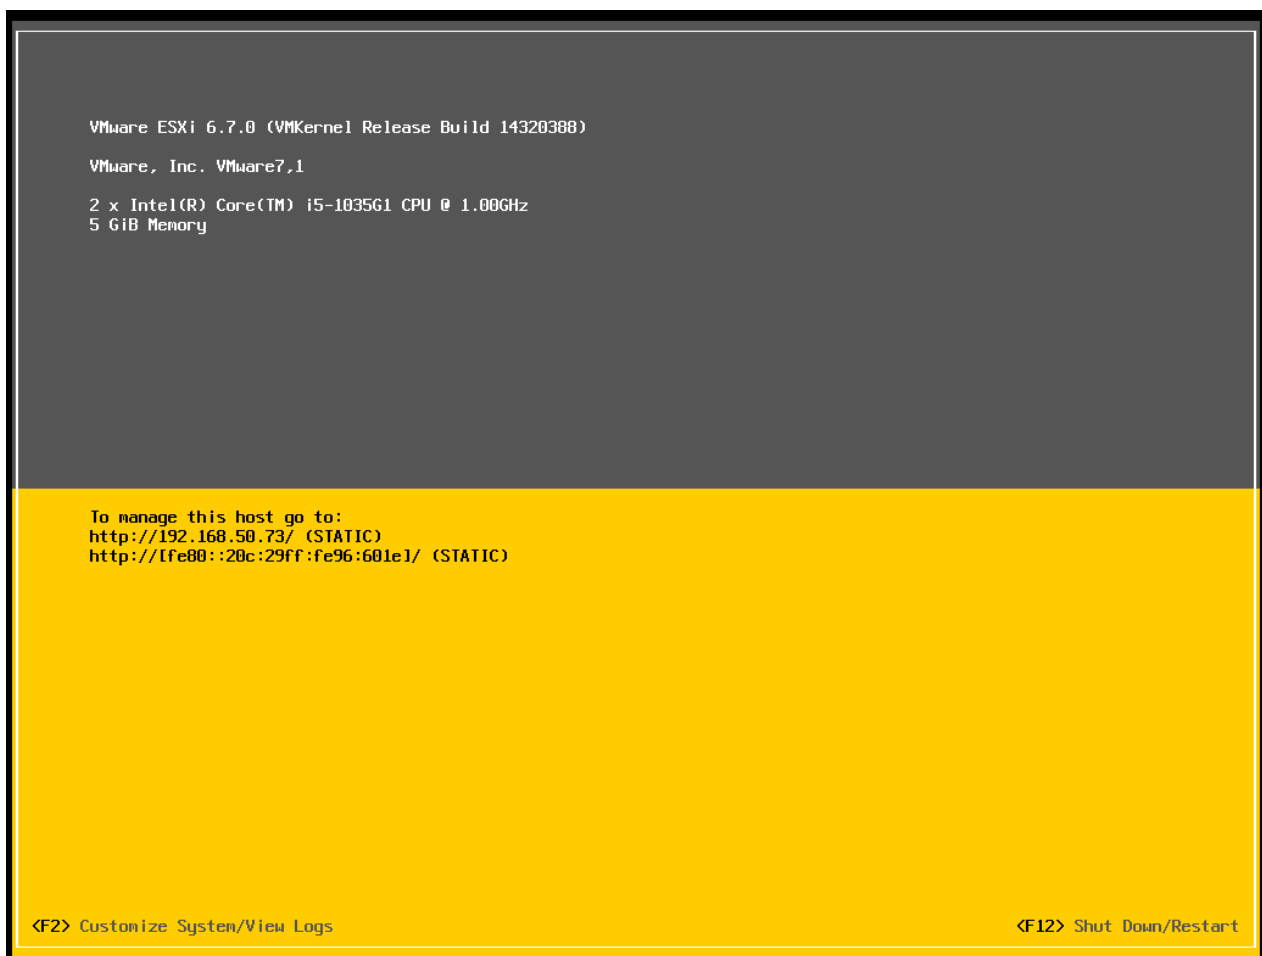 VMware ESXi 6.7.0 (VMKernel Release Build 14320388)
VMware, Inc. VMware7,1
2 x Intel(R) Core(TM) i5-1035G1 CPU @ 1.00GHz
5 GiB Memory
To manage this host go to:
http://192.168.50.73/ (STATIC)
http://[fe80::20c:29ff:fe96:601e]/ (STATIC)
<F2> Customize System/View Logs
<F12> Shut Down/Restart